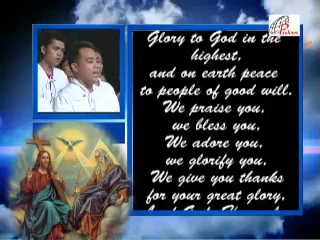 Glory to God in the
highest,
and on earth peace
to people of good will.
We praise you,
we bless you,
We adore you,
we glorify you,
We give you thanks
for your great glory,